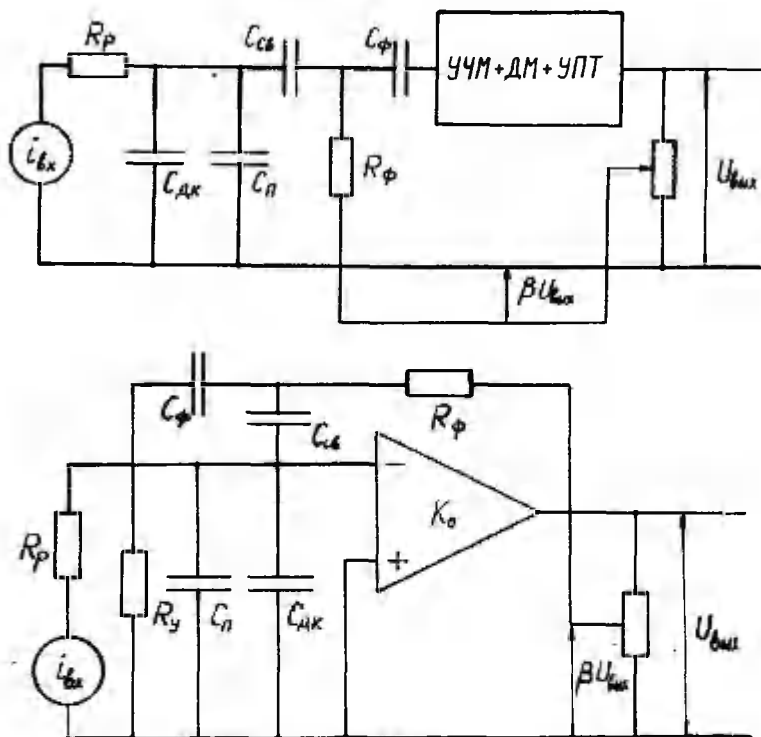 Rр
Cсв
Cф
УЧМ+ДМ+УПТ
iвх
Cдк
Cп
Rф
Uвых
βUвых
Cф
Cсв
Rф
−
K₀
+
Rр
Rу
Cп
Cдк
iвх
βUвых
Uвых